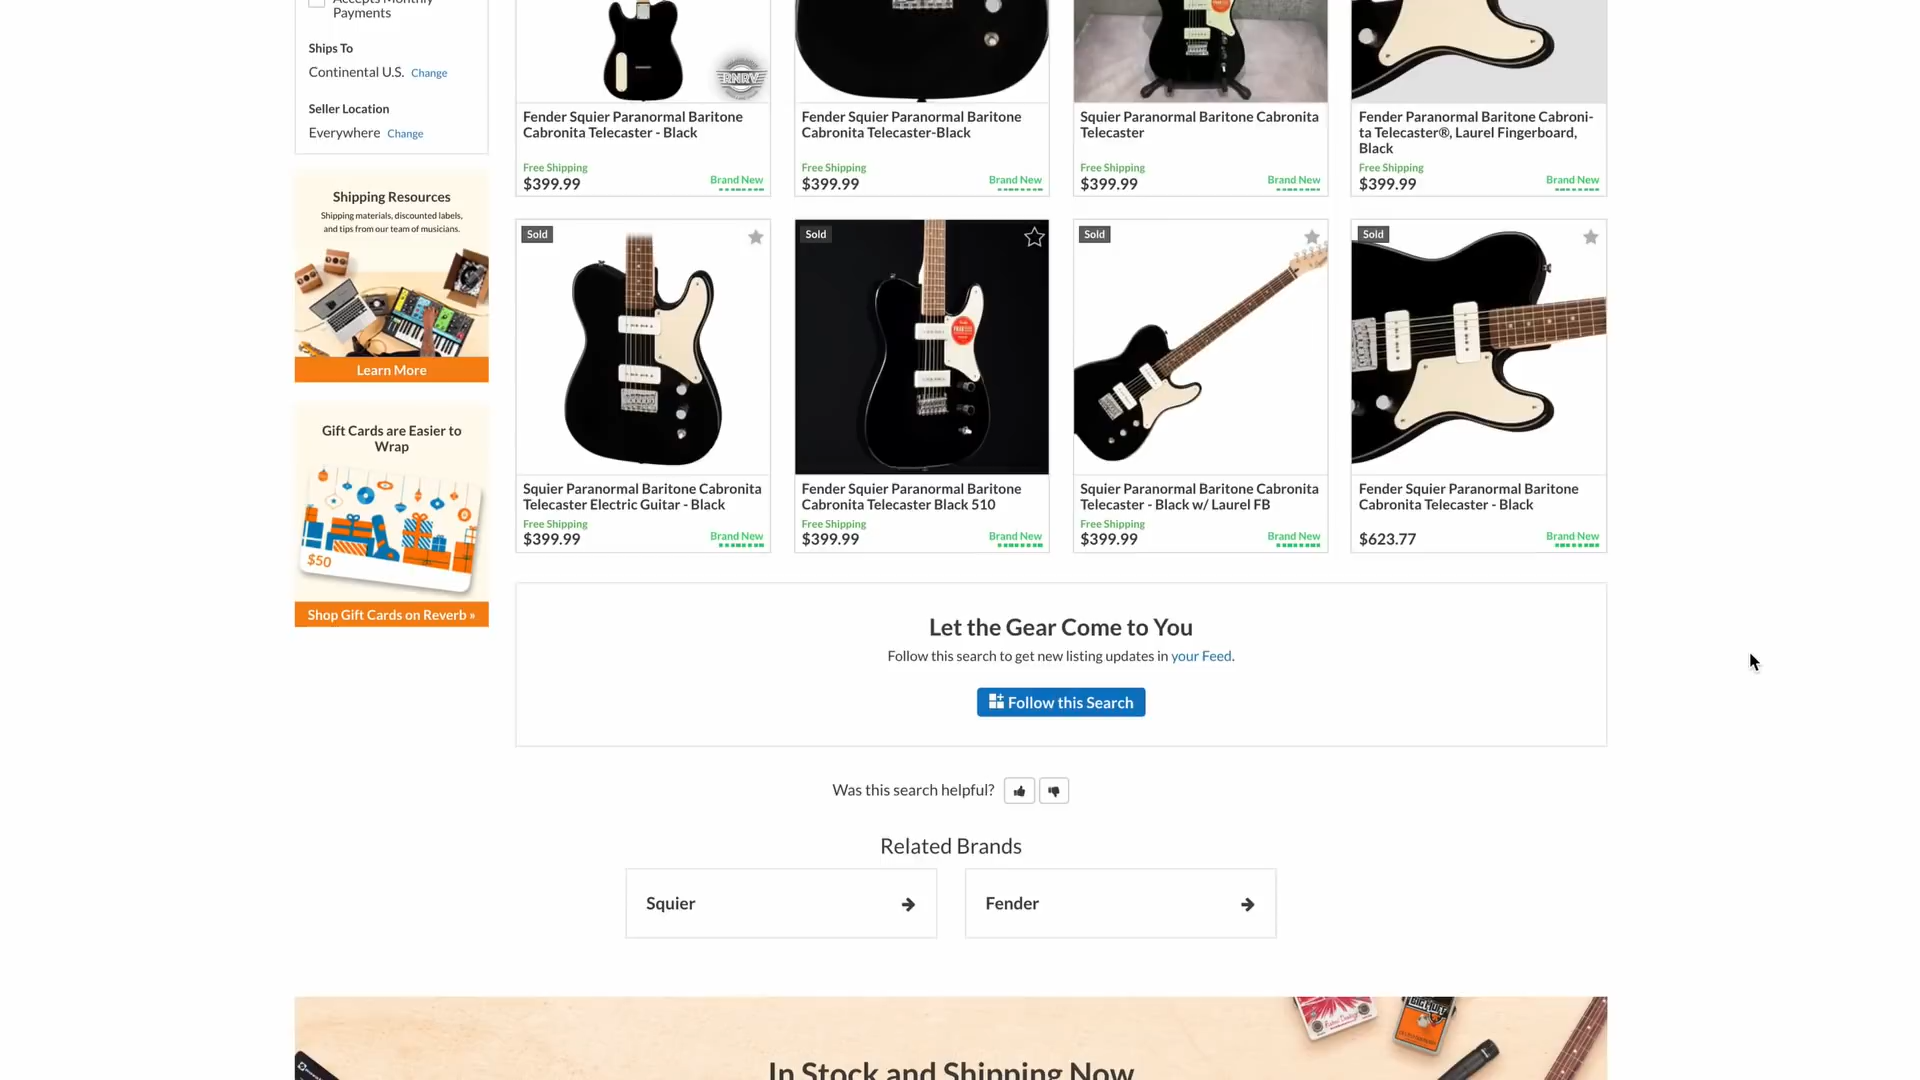 Accepts Monthly
Payments
Ships To
Continental U.S. Change
Seller Location
Everywhere Change
Shipping Resources
Shipping materials, discounted labels,
and tips from our team of musicians.
Learn More
Gift Cards are Easier to
Wrap
$50
Shop Gift Cards on Reverb »
RNRV
Fender Squier Paranormal Baritone
Cabronita Telecaster - Black
Free Shipping
$399.99
Brand New
Fender Squier Paranormal Baritone
Cabronita Telecaster-Black
Free Shipping
$399.99
Brand New
Squier Paranormal Baritone Cabronita
Telecaster
Free Shipping
$399.99
Brand New
Fender Paranormal Baritone Cabroni-
ta Telecaster®, Laurel Fingerboard,
Black
Free Shipping
$399.99
Brand New
Sold
Squier Paranormal Baritone Cabronita
Telecaster Electric Guitar - Black
Free Shipping
$399.99
Brand New
Sold
Fender Squier Paranormal Baritone
Cabronita Telecaster Black 510
Free Shipping
$399.99
Brand New
Sold
Squier Paranormal Baritone Cabronita
Telecaster - Black w/ Laurel FB
Free Shipping
$399.99
Brand New
Sold
Fender Squier Paranormal Baritone
Cabronita Telecaster - Black
$623.77
Brand New
Let the Gear Come to You
Follow this search to get new listing updates in your Feed.
Follow this Search
Was this search helpful?
Related Brands
Squier
Fender
BIG MUFF
In Stock and Shipping Now